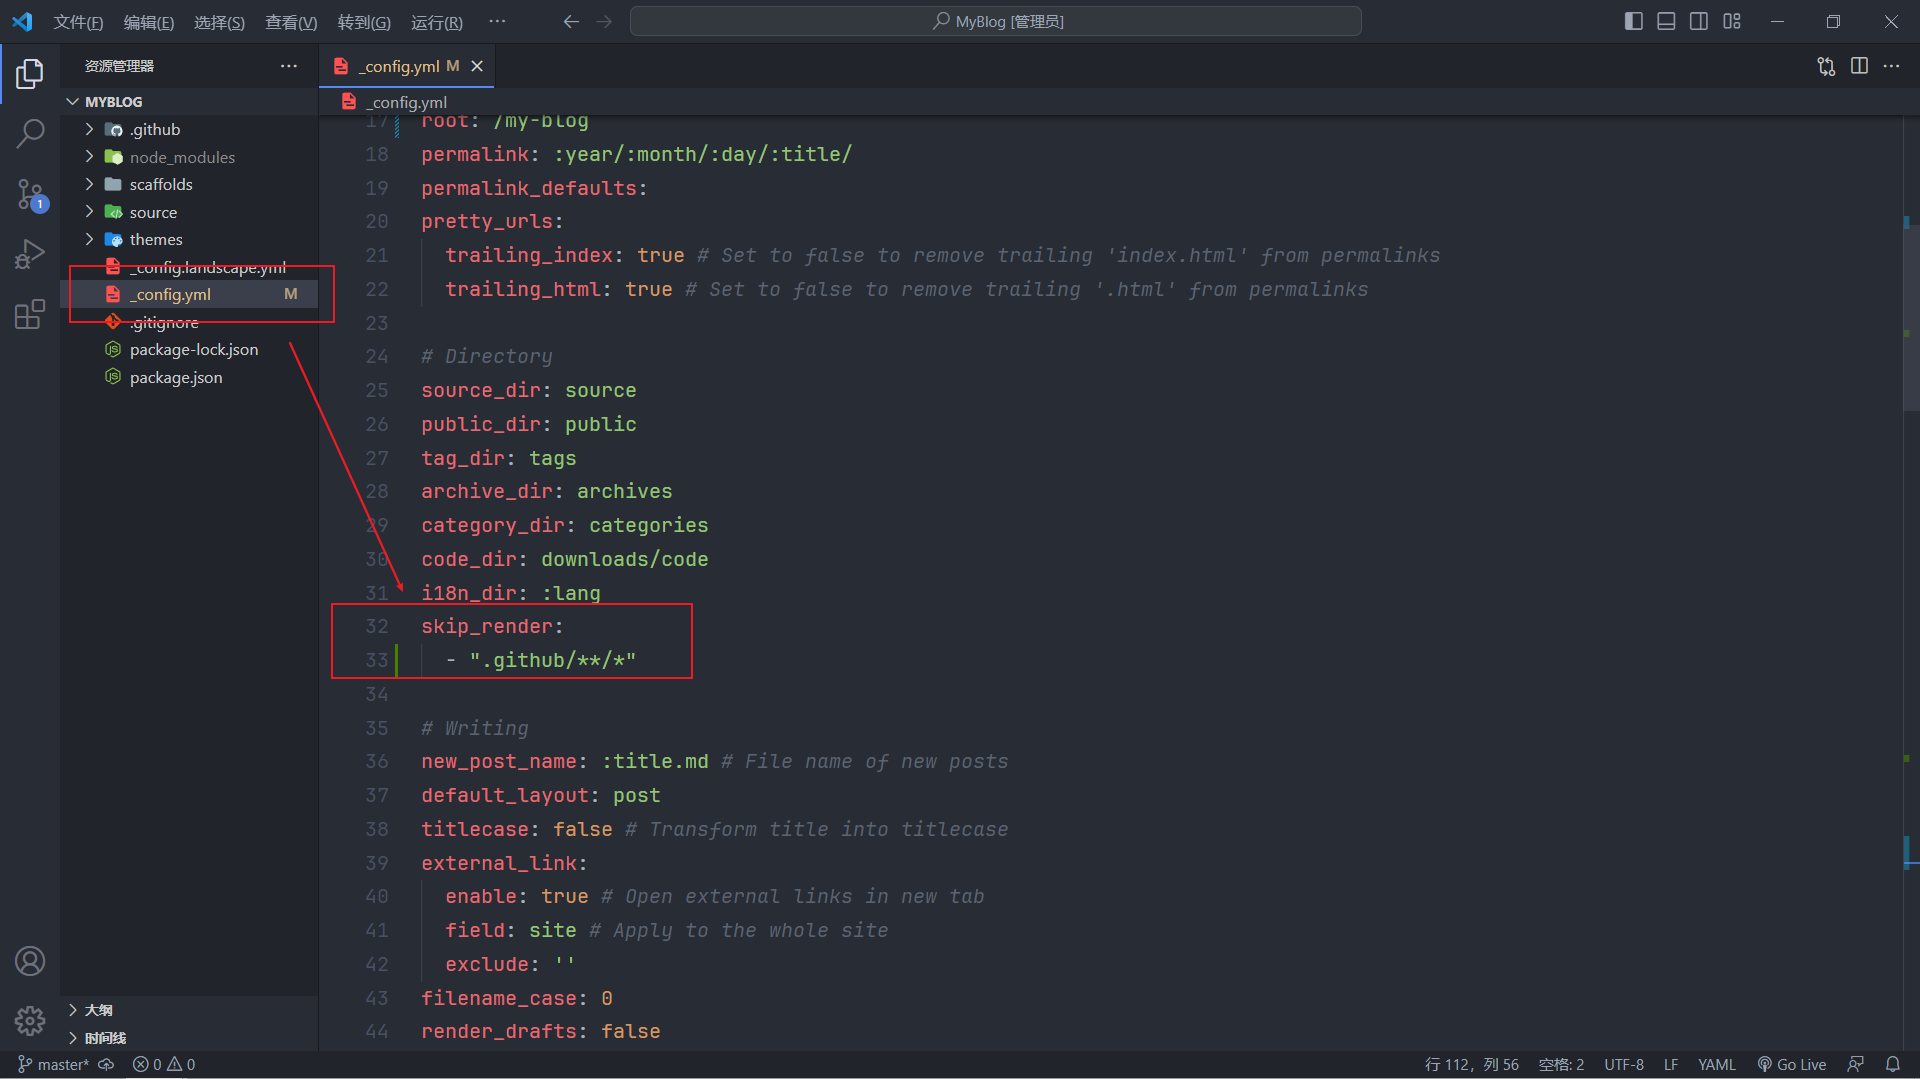 文件(F) 编辑(E) 选择(S) 查看(V) 转到(G) 运行(R) ··· MyBlog [管理员]
资源管理器 ···
_config.yml M
MYBLOG
_config.yml
.github
node_modules
scaffolds
source
themes
_config.landscape.yml
_config.yml M
.gitignore
package-lock.json
package.json
17 root: /my-blog
18 permalink: :year/:month/:day/:title/
19 permalink_defaults:
20 pretty_urls:
21 trailing_index: true # Set to false to remove trailing 'index.html' from permalinks
22 trailing_html: true # Set to false to remove trailing '.html' from permalinks
23
24 # Directory
25 source_dir: source
26 public_dir: public
27 tag_dir: tags
28 archive_dir: archives
29 category_dir: categories
30 code_dir: downloads/code
31 i18n_dir: :lang
32 skip_render:
33 - ".github/**/*"
34
35 # Writing
36 new_post_name: :title.md # File name of new posts
37 default_layout: post
38 titlecase: false # Transform title into titlecase
39 external_link:
40 enable: true # Open external links in new tab
41 field: site # Apply to the whole site
42 exclude: ''
43 filename_case: 0
44 render_drafts: false
1
大纲
时间线
master* 0 0 行 112，列 56 空格: 2 UTF-8 LF YAML Go Live